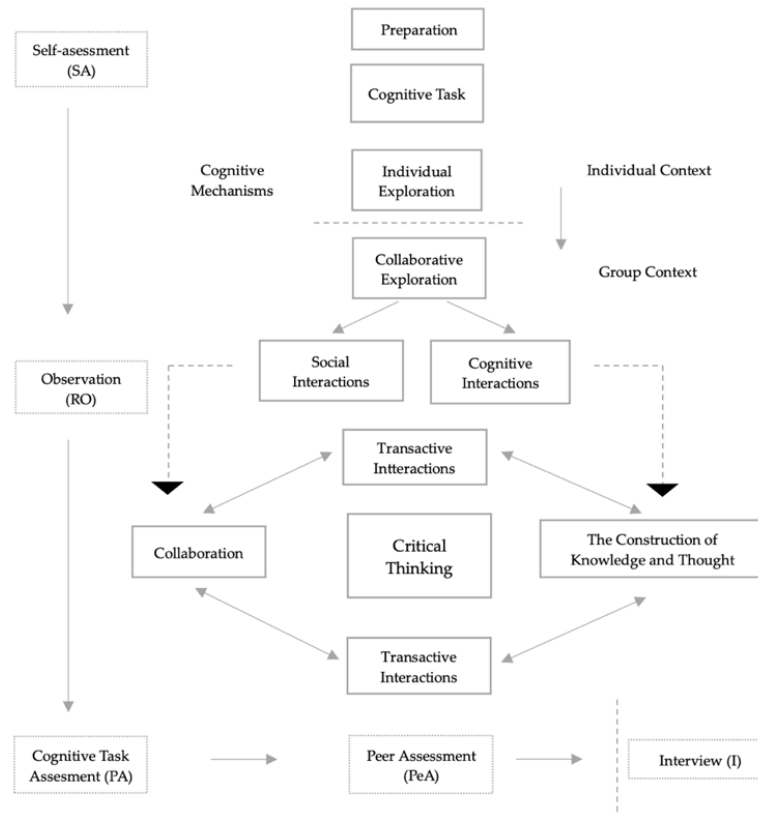 Preparation
Self-asessment
(SA)
Cognitive Task
Cognitive
Mechanisms
Individual
Exploration
Individual Context
Collaborative
Exploration
Group Context
Social
Interactions
Cognitive
Interactions
Observation
(RO)
Transactive
Intteractions
Collaboration
Critical
Thinking
The Construction of
Knowledge and Thought
Transactive
Interactions
Cognitive Task
Assesment (PA)
Peer Assessment
(PeA)
Interview (I)